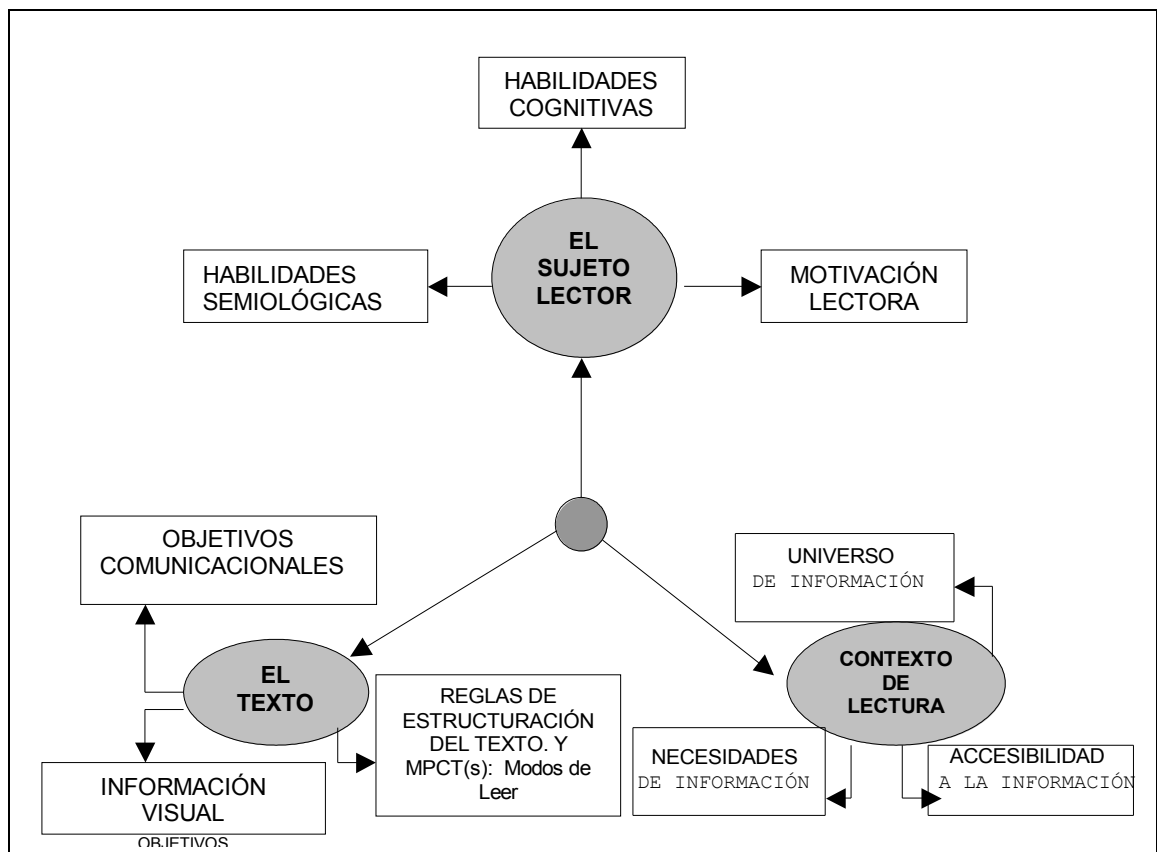 HABILIDADES
COGNITIVAS
EL
SUJETO
LECTOR
HABILIDADES
SEMIOLÓGICAS
MOTIVACIÓN
LECTORA
OBJETIVOS
COMUNICACIONALES
UNIVERSO
DE INFORMACIÓN
EL
TEXTO
CONTEXTO
DE
LECTURA
REGLAS DE
ESTRUCTURACIÓN
DEL TEXTO. Y
MPCT(s): Modos de
Leer
INFORMACIÓN
VISUAL
OBJETIVOS
NECESIDADES
DE INFORMACIÓN
ACCESIBILIDAD
A LA INFORMACIÓN